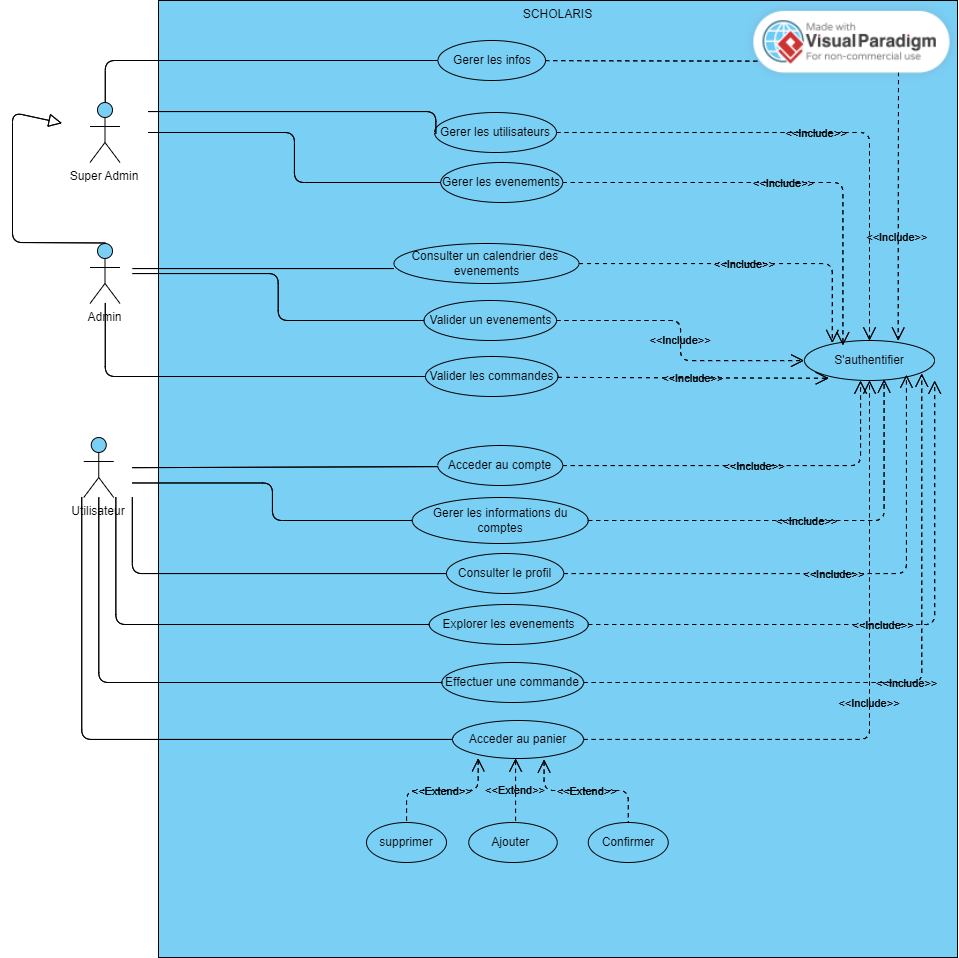 SCHOLARIS
Made with
VisualParadigm
For non-commercial use
Gerer les infos
Gerer les utilisateurs
<<Include>>
Super Admin
Gerer les evenements
<<Include>>
<<Include>>
Consulter un calendrier des
evenements
<<Include>>
Admin
Valider un evenements
<<Include>>
S'authentifier
Valider les commandes
<<Include>>
Acceder au compte
<<Include>>
Utilisateur
Gerer les informations du
comptes
<<Include>>
Consulter le profil
<<Include>>
Explorer les evenements
<<Include>>
Effectuer une commande
<<Include>>
<<Include>>
Acceder au panier
<<Extend>>
<<Extend>>
<<Extend>>
supprimer
Ajouter
Confirmer